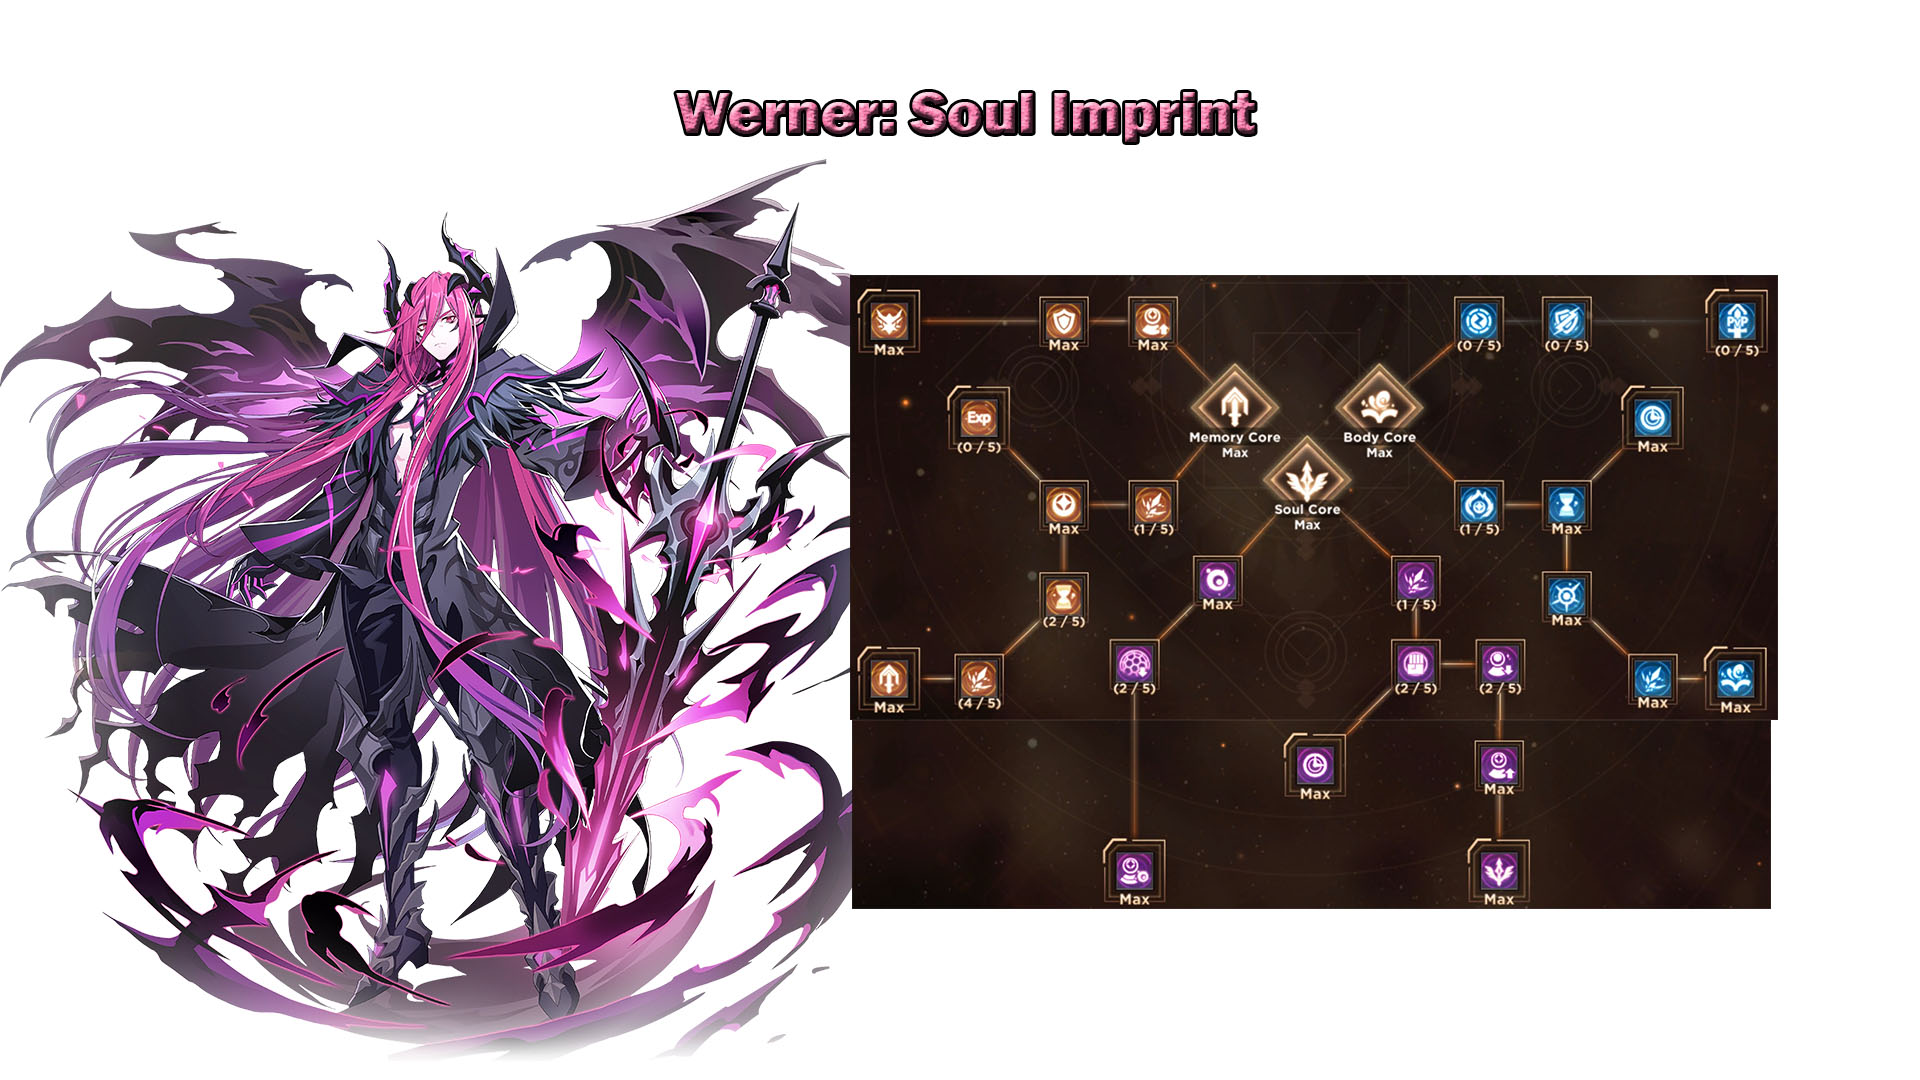 Werner: Soul Imprint
Max
Max
Max
(0 / 5)
(0 / 5)
PVP
(0 / 5)
Exp
(0 / 5)
Memory Core
Max
Body Core
Max
Max
Soul Core
Max
Max
(1 / 5)
(1 / 5)
Max
(2 / 5)
Max
(1 / 5)
Max
Max
(4 / 5)
(2 / 5)
(2 / 5)
(2 / 5)
Max
Max
Max
Max
Max
Max